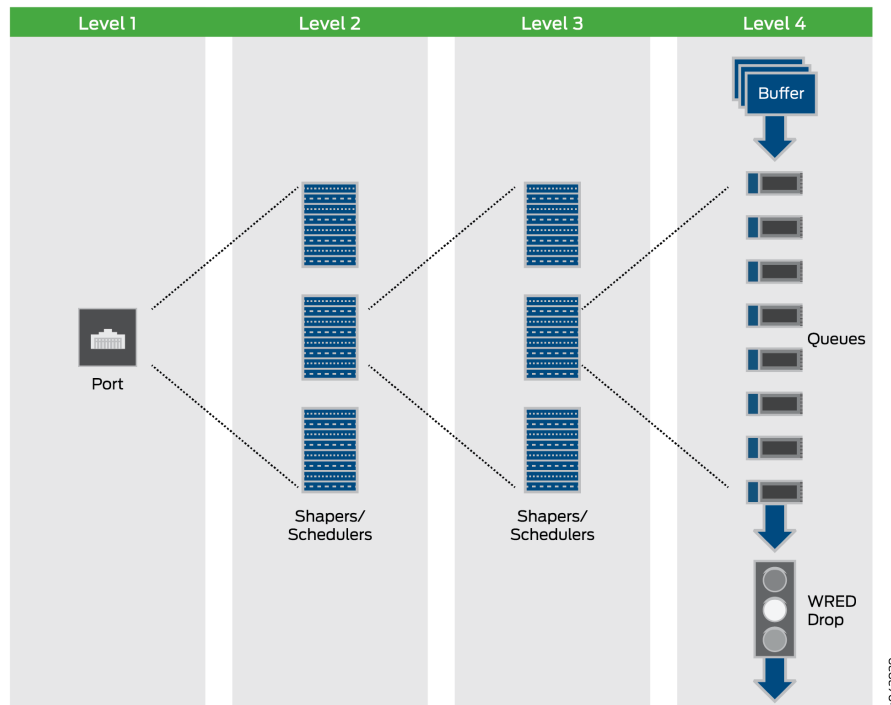 Level 1
Level 2
Level 3
Level 4
Buffer
Port
Queues
Shapers/
Schedulers
Shapers/
Schedulers
WRED
Drop